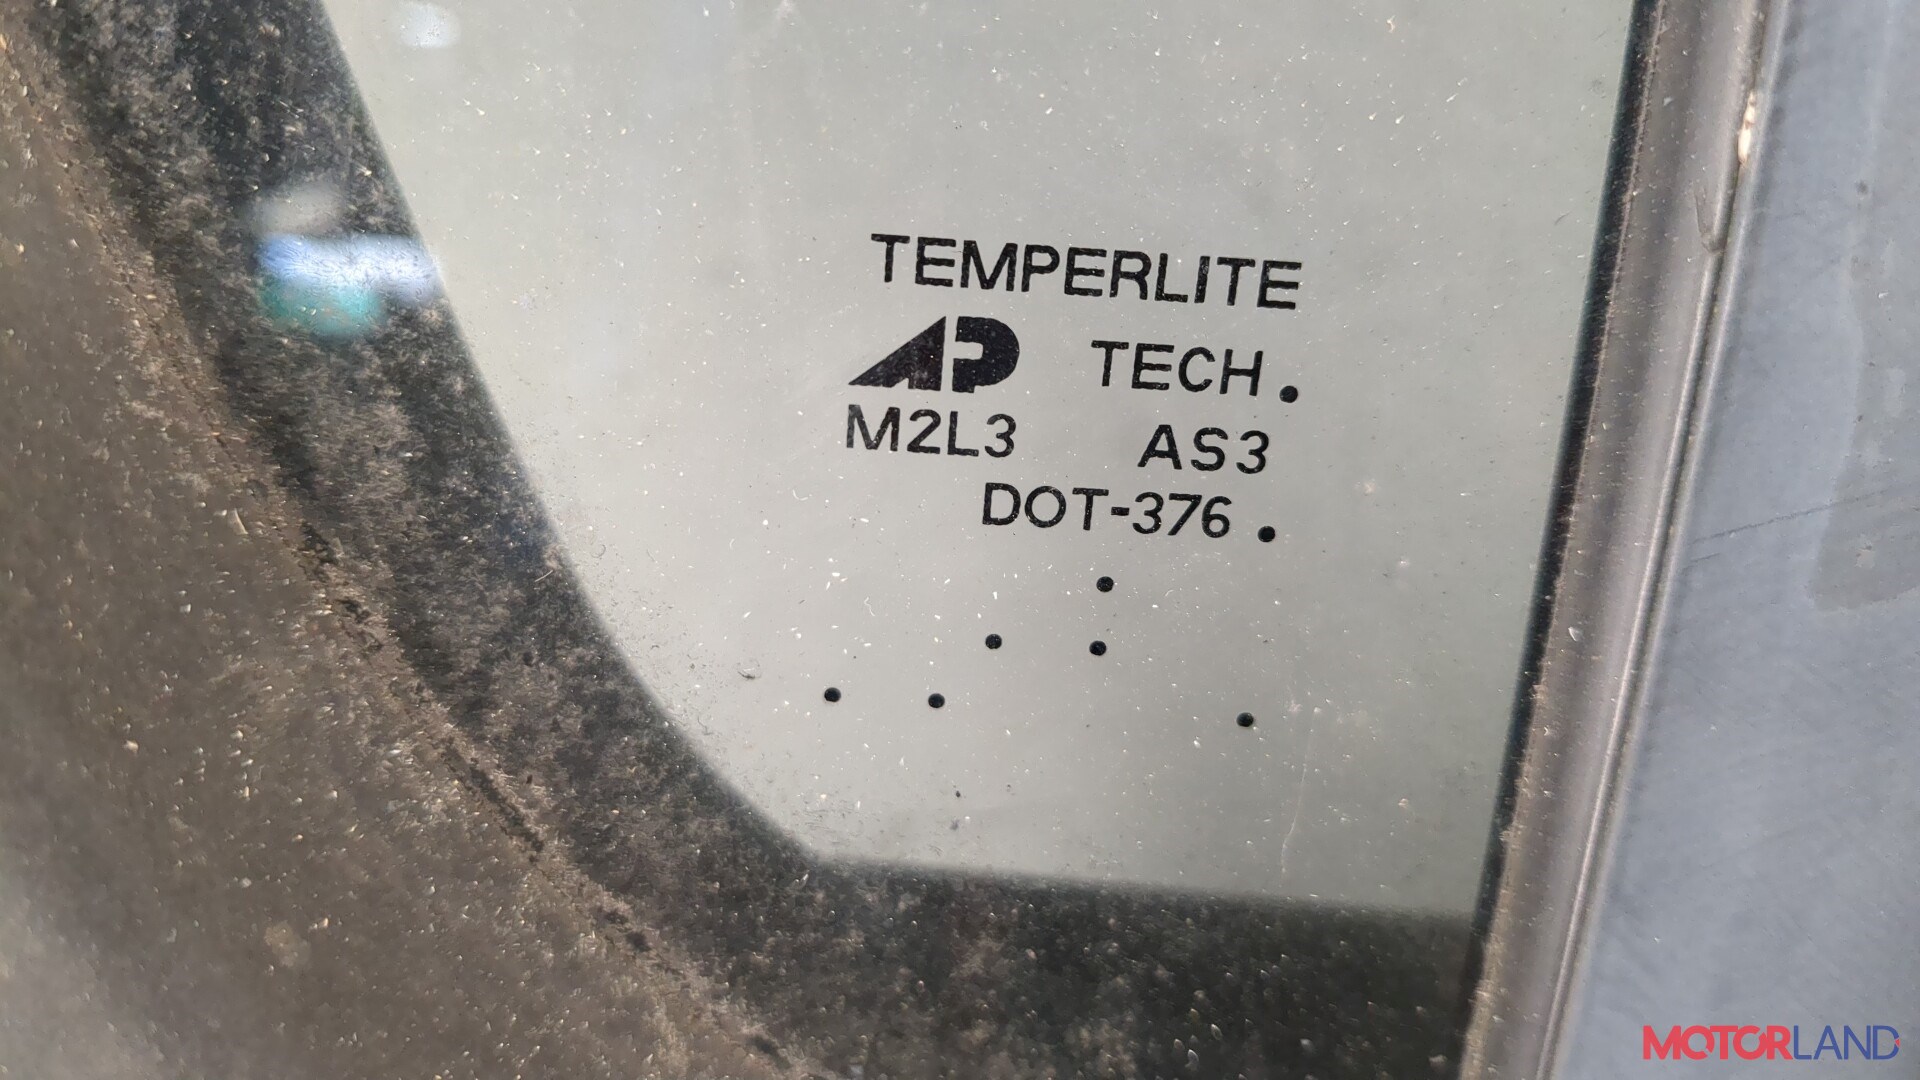 TEMPERLITE
AP TECH.
M2L3 AS3
DOT-376.
MOTORLAND